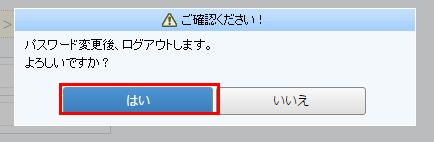 ご確認ください！
パスワード変更後、ログアウトします。
よろしいですか？
はい
いいえ